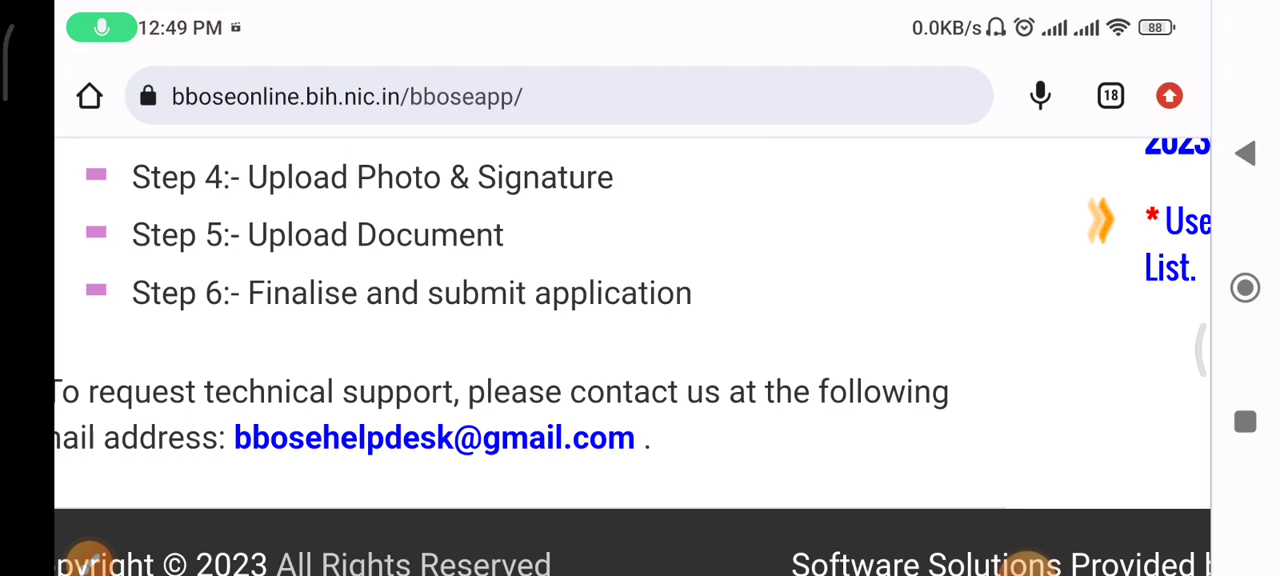 12:49 PM
0.0KB/s
88
bboseonline.bih.nic.in/bboseapp/
18
2023
Step 4:- Upload Photo & Signature
* Use
Step 5:- Upload Document
List.
Step 6:- Finalise and submit application
To request technical support, please contact us at the following
ail address: bbosehelpdesk@gmail.com .
pyright © 2023 All Rights Reserved
Software Solutions Provided